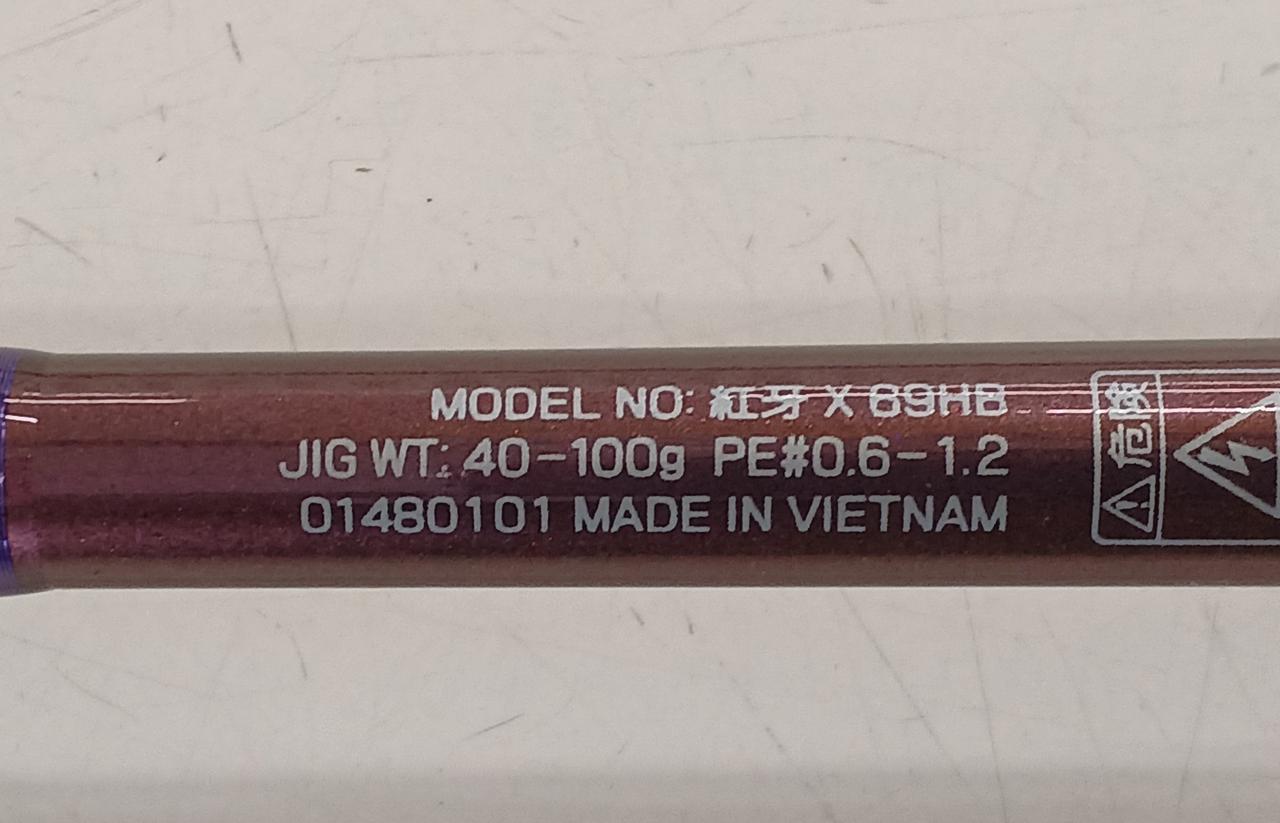 MODEL NO: 紅牙 X 69HB
JIG WT: 40-100g PE#0.6-1.2
01480101 MADE IN VIETNAM
危険